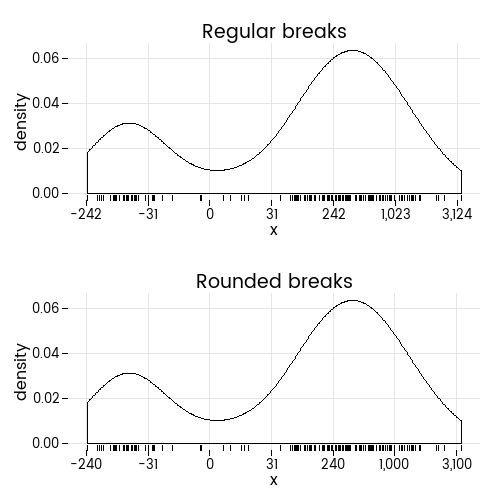 Regular breaks
density
0.06
0.04
0.02
0.00
−242 −31 0 31 242 1,023 3,124
x
Rounded breaks
density
0.06
0.04
0.02
0.00
−240 −31 0 31 240 1,000 3,100
x